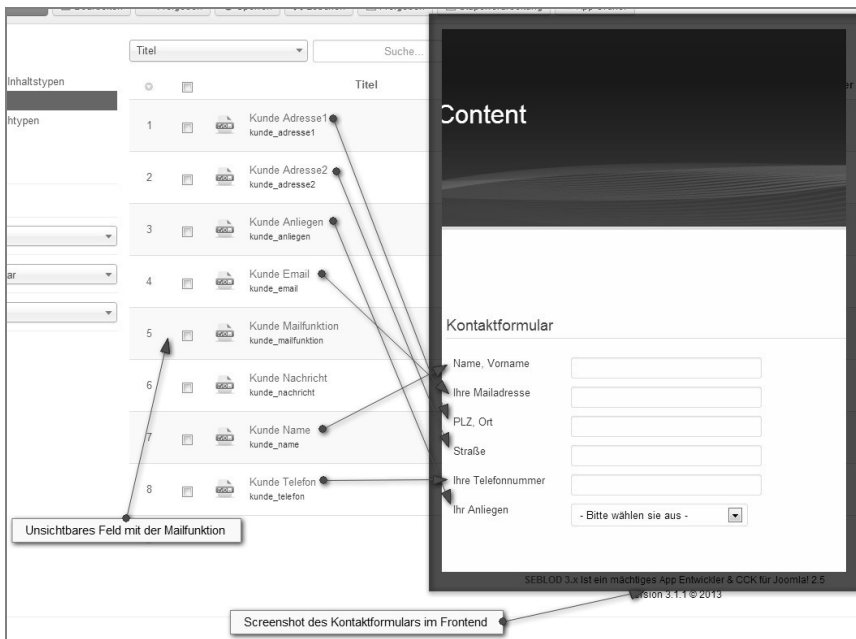 Titel
Suche...
Inhaltstypen
Titel
htypen
1 Kunde Adresse1
kunde_adresse1
2 Kunde Adresse2
kunde_adresse2
3 Kunde Anliegen
kunde_anliegen
ar
4 Kunde Email
kunde_email
5 Kunde Mailfunktion
kunde_mailfunktion
6 Kunde Nachricht
kunde_nachricht
7 Kunde Name
kunde_name
8 Kunde Telefon
kunde_telefon
Unsichtbares Feld mit der Mailfunktion
Content
Kontaktformular
Name, Vorname
Ihre Mailadresse
PLZ, Ort
Straße
Ihre Telefonnummer
Ihr Anliegen
- Bitte wählen sie aus -
SEBLOD 3.x Ist ein mächtiges App Entwickler & CCK für Joomla! 2.5
Version 3.1.1 © 2013
Screenshot des Kontaktformulars im Frontend